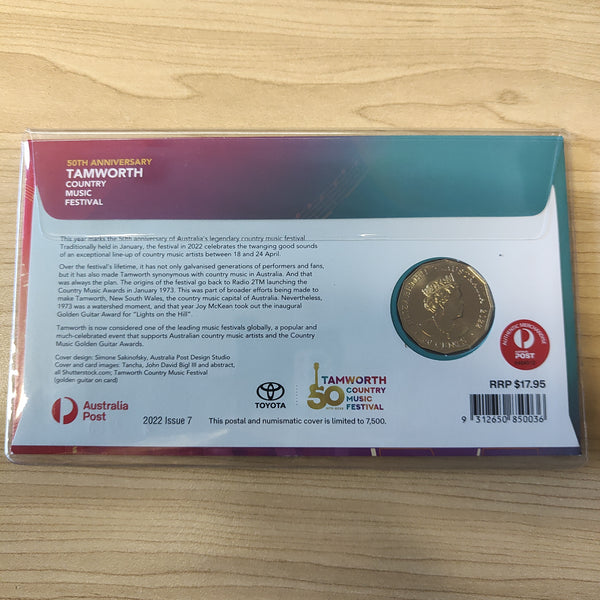 50TH ANNIVERSARY
TAMWORTH
COUNTRY
MUSIC
FESTIVAL
This year marks the 50th anniversary of Australia's legendary country music festival.
Traditionally held in January, the festival in 2022 celebrates the twanging good sounds
of an exceptional line-up of country music artists between 18 and 24 April.
Over the festival's lifetime, it has not only galvanised generations of performers and fans,
but it has also made Tamworth synonymous with country music in Australia. And that
was always the plan. The origins of the festival go back to Radio 2TM launching the
Country Music Awards in January 1973. This was part of broader efforts being made to
make Tamworth, New South Wales, the country music capital of Australia. Nevertheless,
1973 was a watershed moment, and that year Joy McKean took out the inaugural
Golden Guitar Award for "Lights on the Hill".
Tamworth is now considered one of the leading music festivals globally, a popular and
much-celebrated event that supports Australian country music artists and the Country
Music Golden Guitar Awards.
Cover design: Simone Sakinofsky, Australia Post Design Studio
Cover and card images: Tancha, John David Bigl III and abstract,
all Shutterstock.com; Tamworth Country Music Festival
(golden guitar on card)
ELIZABETH II AUSTRALIA 2022
50 CENTS
AUTHENTIC MERCHANDISE
Australia
POST
RRP $17.95
9 312650 850036
Australia
Post
2022 Issue 7
TOYOTA
50
TAMWORTH
COUNTRY
MUSIC
FESTIVAL
This postal and numismatic cover is limited to 7,500.